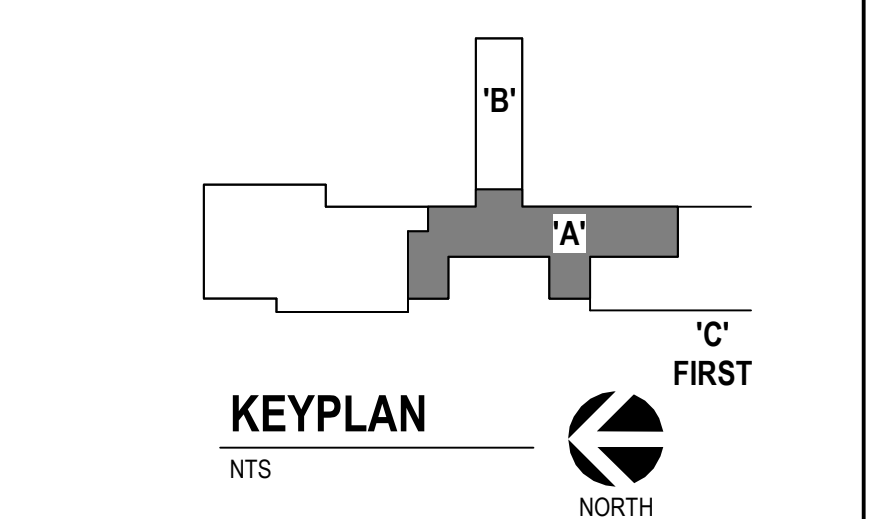 'B'
'A'
'C'
FIRST
KEYPLAN
NTS
NORTH